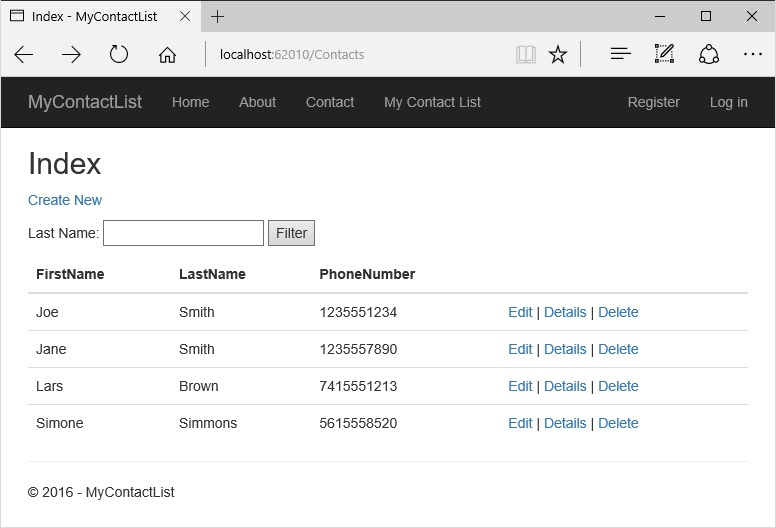 Index - MyContactList
localhost:62010/Contacts
MyContactList Home About Contact My Contact List Register Log in
Index
Create New
Last Name: Filter
FirstName LastName PhoneNumber
Joe Smith 1235551234 Edit | Details | Delete
Jane Smith 1235557890 Edit | Details | Delete
Lars Brown 7415551213 Edit | Details | Delete
Simone Simmons 5615558520 Edit | Details | Delete
© 2016 - MyContactList